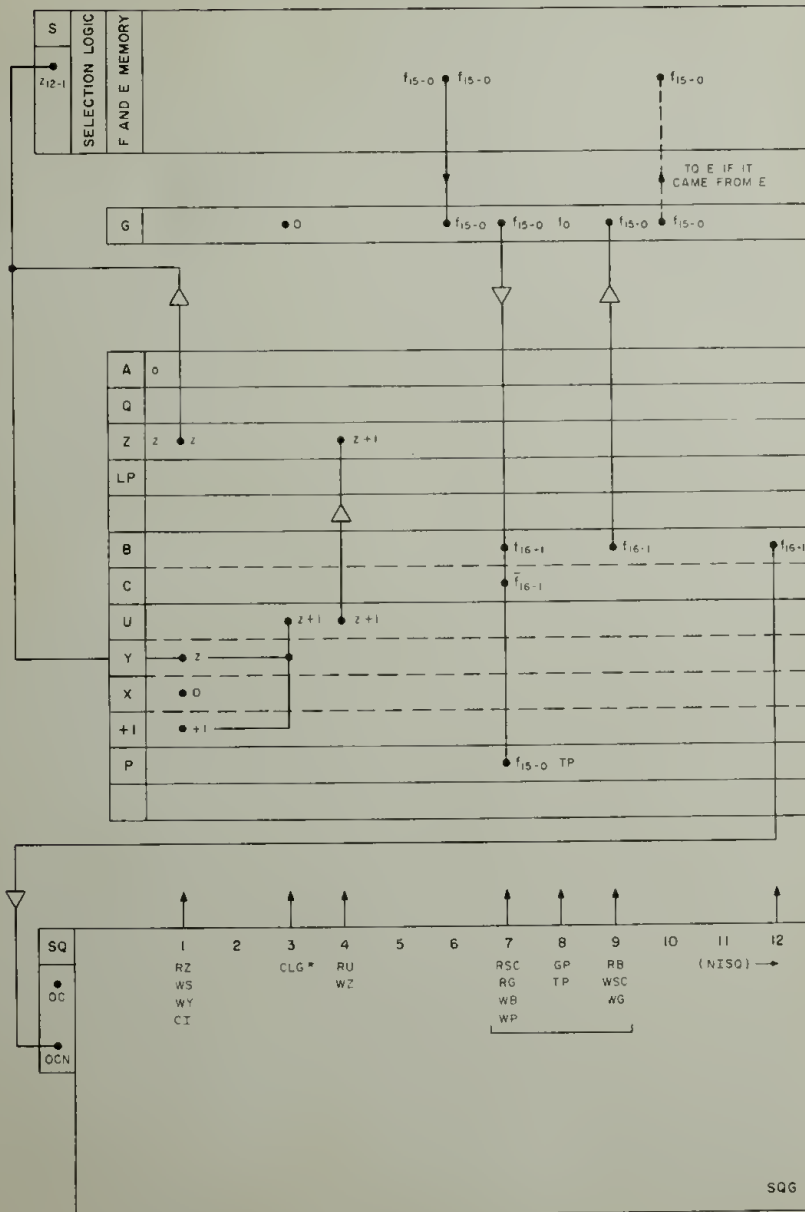 S
SELECTION LOGIC
F AND E MEMORY
z12-1
f15-0 f15-0
f15-0
TO E IF IT
CAME FROM E
G 0 f15-0 f15-0 f0 f15-0 f15-0
A 0
Q
Z z z z+1
LP
B f16-1 f16-1 f16-1
C f̅16-1
U z+1 z+1
Y z
X 0
+1 +1
P f15-0 TP
SQ 1 2 3 4 5 6 7 8 9 10 11 12
OC
OCN
RZ CLG* RU RSC GP RB (NISQ)
WS WZ RG TP WSC
WY WB WG
CI WP
SQG